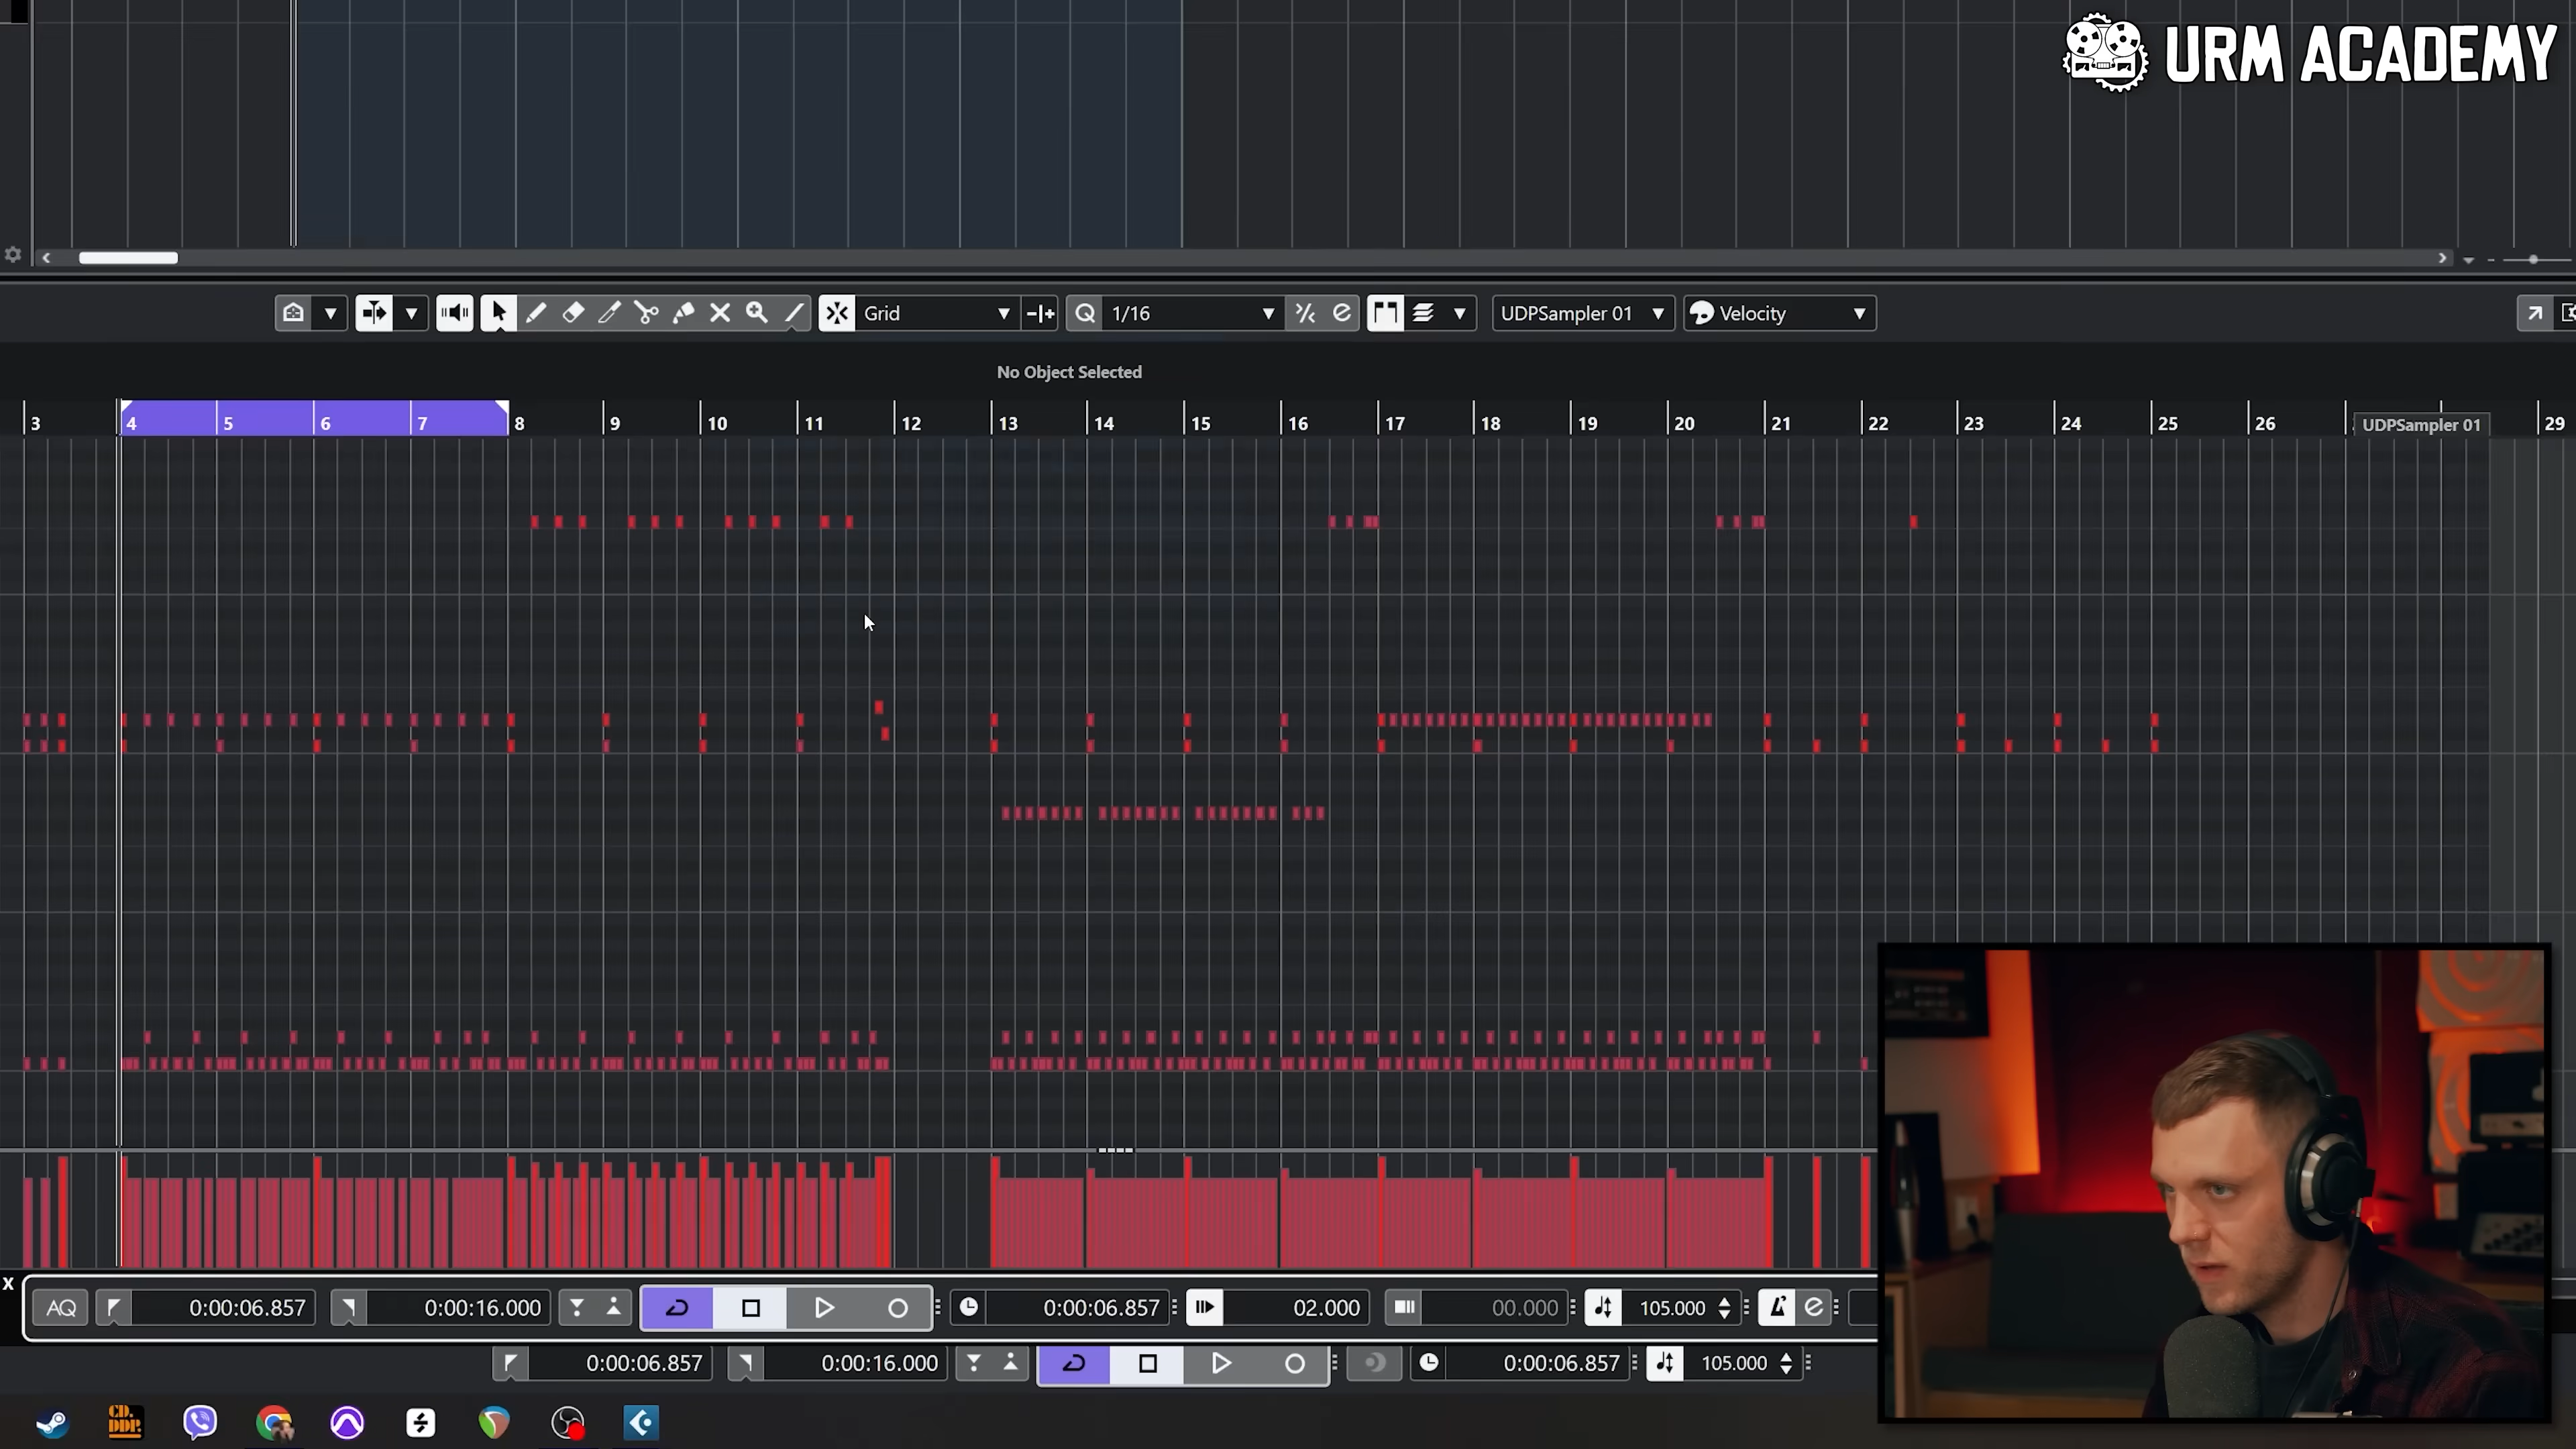 URM ACADEMY
Grid
Q 1/16
UDPSampler 01
Velocity
No Object Selected
3 4 5 6 7 8 9 10 11 12 13 14 15 16 17 18 19 20 21 22 23 24 25 26 UDPSampler 01 29
X
AQ 0:00:06.857 0:00:16.000 0:00:06.857 02.000 00.000 105.000
0:00:06.857 0:00:16.000 0:00:06.857 105.000
CD.
DDP.